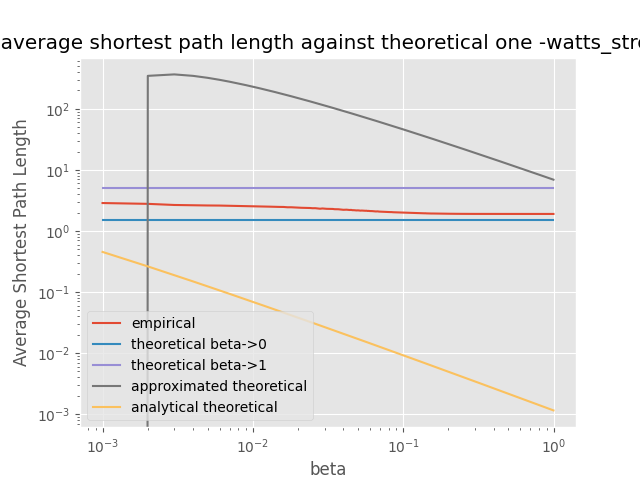 average shortest path length against theoretical one -watts_stro
Average Shortest Path Length
10²
10¹
10⁰
10⁻¹
10⁻²
10⁻³
empirical
theoretical beta->0
theoretical beta->1
approximated theoretical
analytical theoretical
10⁻³ 10⁻² 10⁻¹ 10⁰
beta